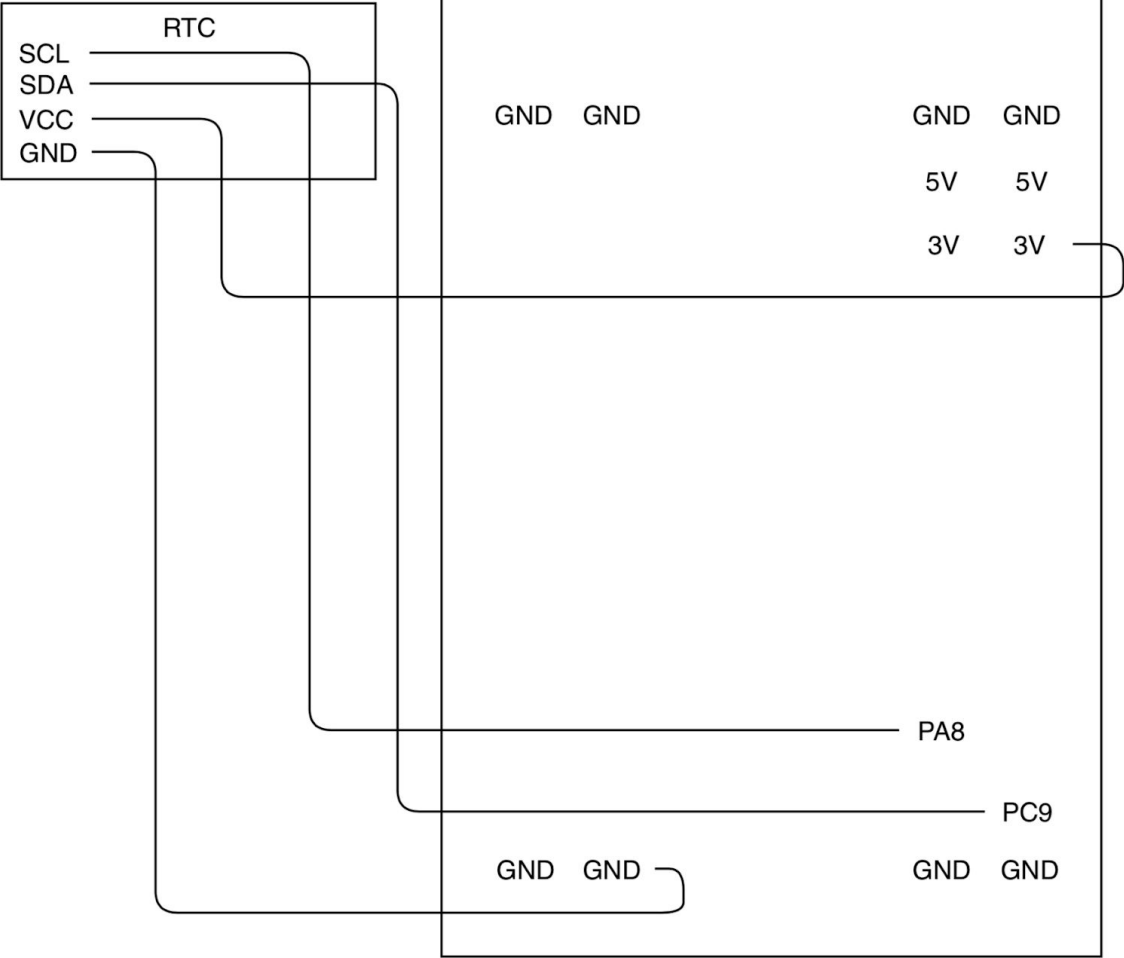 RTC
SCL
SDA
VCC
GND
GND GND GND GND
5V 5V
3V 3V
PA8
PC9
GND GND GND GND